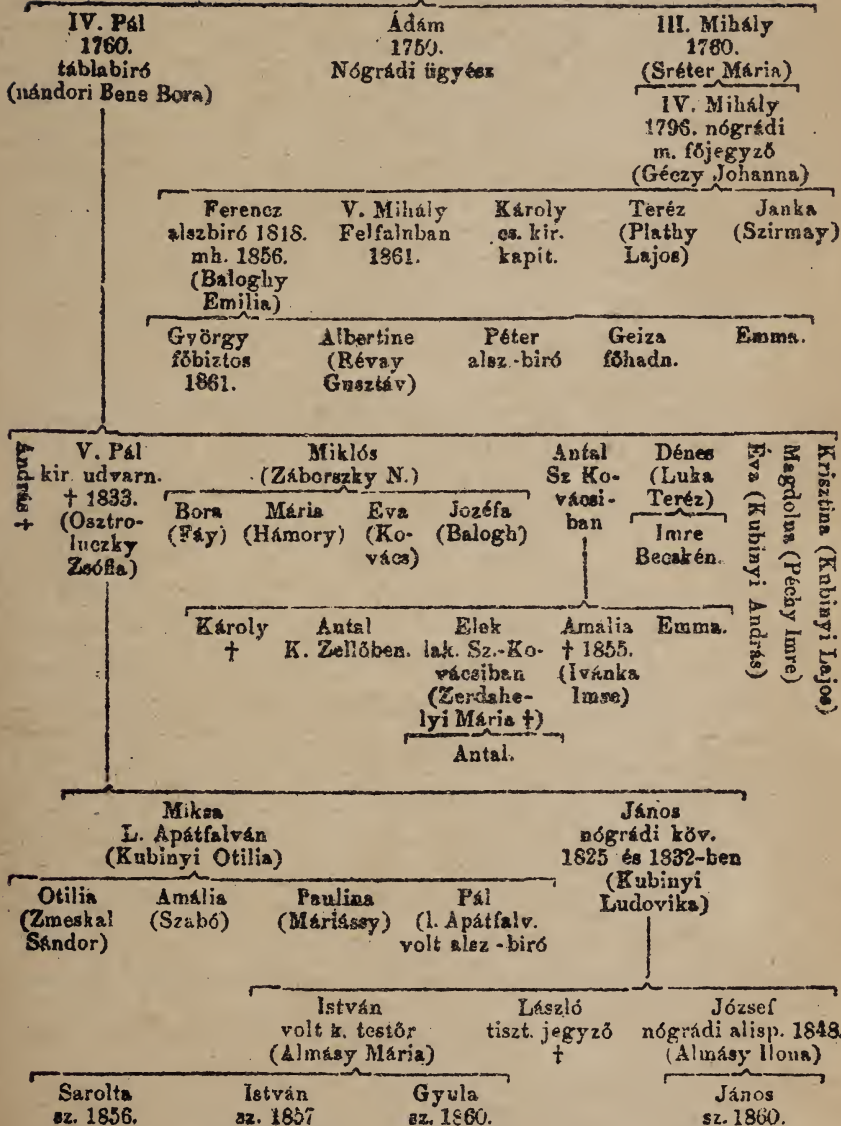 IV. Pál
1760.
táblabiró
(nándori Bene Bora)
Ádám
1750.
Nógrádi ügyész
III. Mihály
1780.
(Sréter Mária)
IV. Mihály
1796. nógrádi
m. főjegyző
(Géczy Johanna)
Ferencz
alszbiró 1818.
mh. 1856.
(Baloghy
Emilia)
V. Mihály
Felfaluban
1861.
Károly
cs. kir.
kapit.
Teréz
(Plathy
Lajos)
Janka
(Szirmay)
György
főbiztos
1861.
Albertine
(Révay
Gusztáv)
Péter
alsz.-biró
Geiza
főhadn.
Emma.
András †
V. Pál
kir. udvarn.
† 1833.
(Osztro-
luczky
Zsófia)
Miklós
(Záborszky N.)
Bora
(Fáy)
Mária
(Hámory)
Eva
(Ko-
vács)
Jozéfa
(Balogh)
Antal
Sz Ko-
vácsi-
ban
Dénes
(Luka
Teréz)
Imre
Becskén.
Éva (Kubinyi András)
Magdolna (Péchy Imre)
Krisztina (Kubinyi Lajos)
Károly
†
Antal
K. Zellőben.
Elek
lak. Sz.-Ko-
vácsiban
(Zerdahe-
lyi Mária †)
Amalia
† 1855.
(Ivánka
Imre)
Emma.
Antal.
Miksa
L. Apátfalván
(Kubinyi Otilia)
János
nógrádi köv.
1825 és 1832-ben
(Kubinyi
Ludovika)
Otilia
(Zmeskal
Sándor)
Amália
(Szabó)
Paulina
(Máriássy)
Pál
(l. Apátfalv.
volt alsz-biró
István
volt k. testőr
(Almásy Mária)
László
tiszt. jegyző
†
József
nógrádi alisp. 1848.
(Almásy Ilona)
Sarolta
sz. 1856.
István
sz. 1857
Gyula
sz. 1860.
János
sz. 1860.